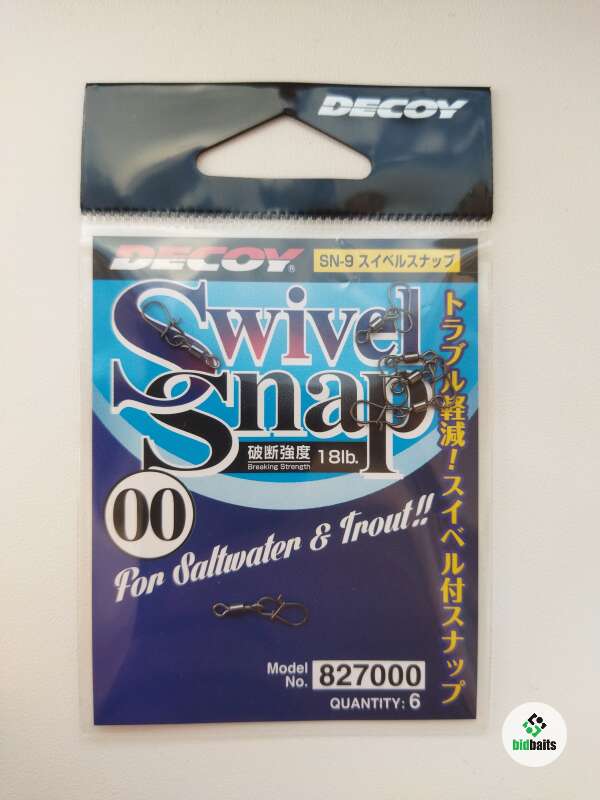 DECOY
DECOY®
SN-9 スイベルスナップ
Swivel
Snap
破断強度 18lb.
Breaking Strength
00
For Saltwater & Trout!!
トラブル軽減!スイベル付スナップ
Model No. 827000
QUANTITY: 6
bidbaits